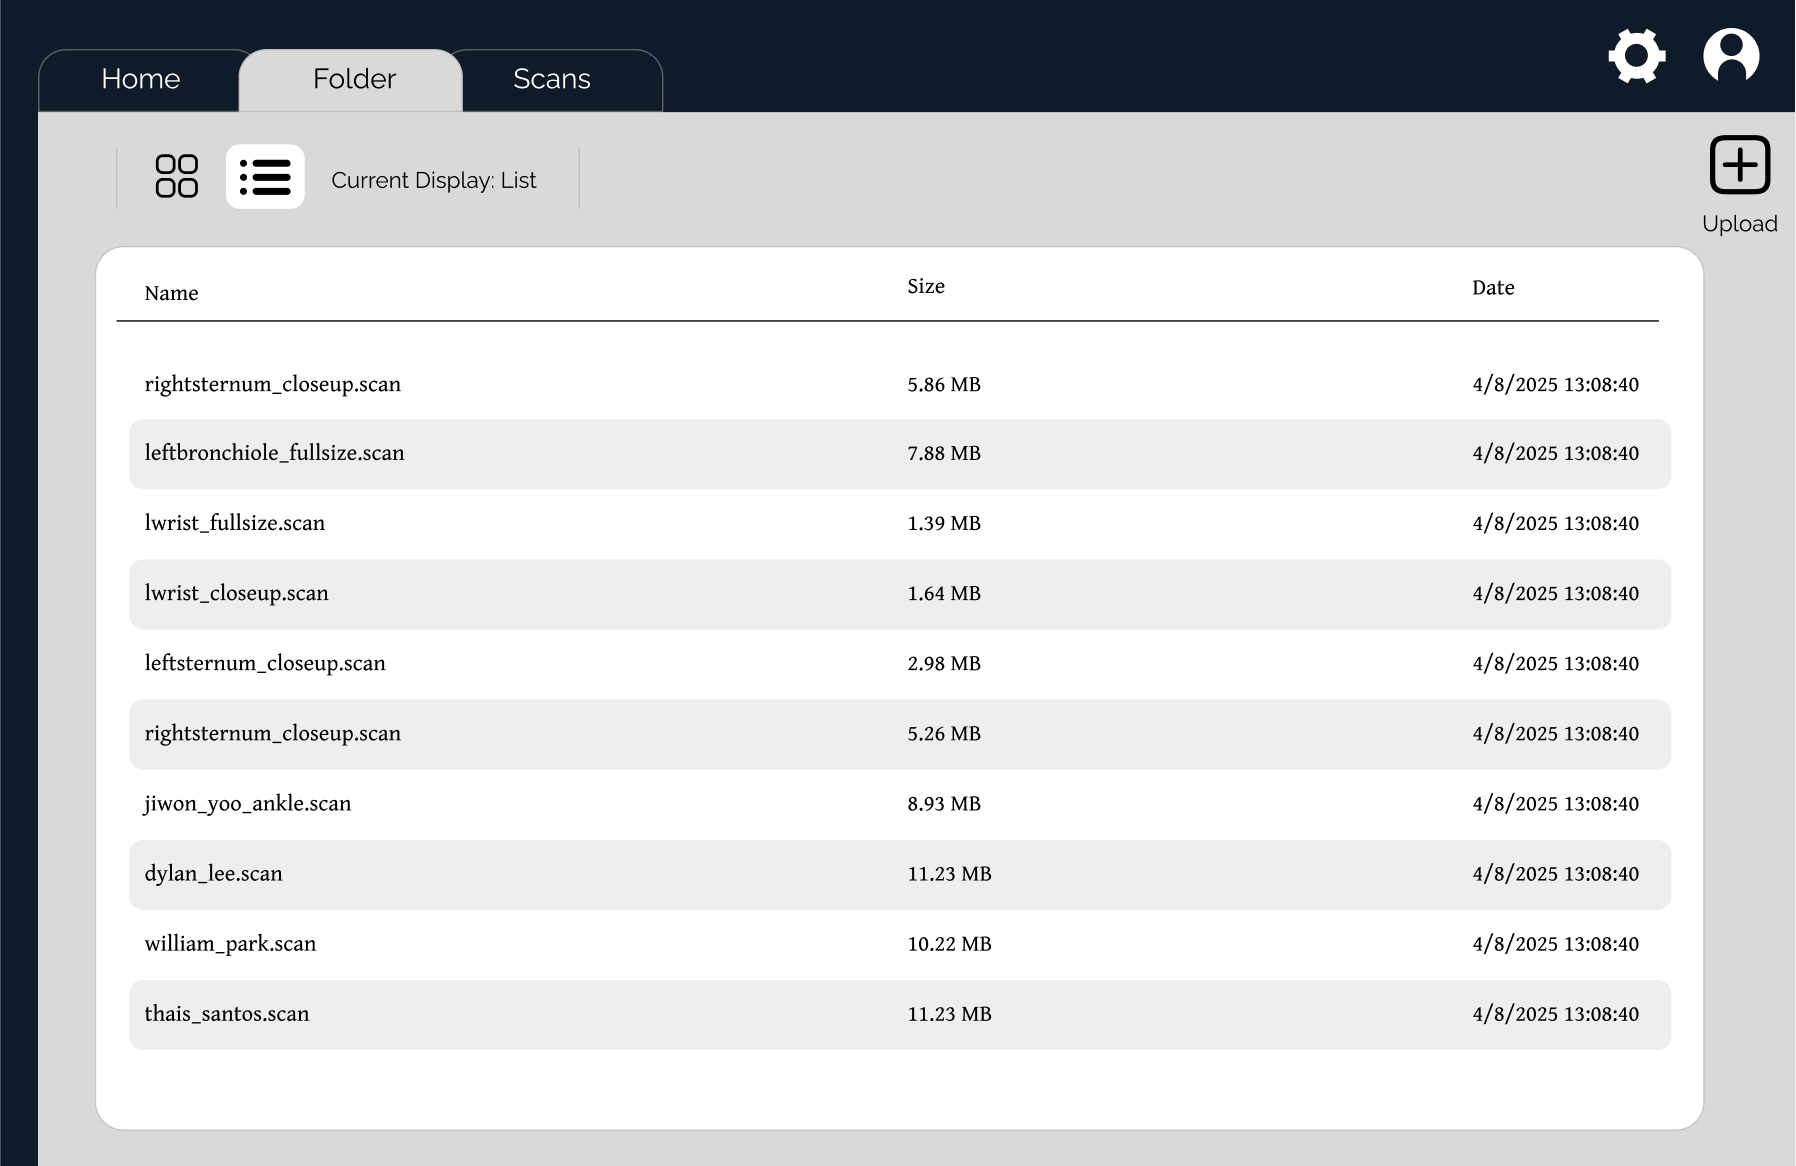 Home Folder Scans
Current Display: List
Upload
Name Size Date
rightsternum_closeup.scan 5.86 MB 4/8/2025 13:08:40
leftbronchiole_fullsize.scan 7.88 MB 4/8/2025 13:08:40
lwrist_fullsize.scan 1.39 MB 4/8/2025 13:08:40
lwrist_closeup.scan 1.64 MB 4/8/2025 13:08:40
leftsternum_closeup.scan 2.98 MB 4/8/2025 13:08:40
rightsternum_closeup.scan 5.26 MB 4/8/2025 13:08:40
jiwon_yoo_ankle.scan 8.93 MB 4/8/2025 13:08:40
dylan_lee.scan 11.23 MB 4/8/2025 13:08:40
william_park.scan 10.22 MB 4/8/2025 13:08:40
thais_santos.scan 11.23 MB 4/8/2025 13:08:40